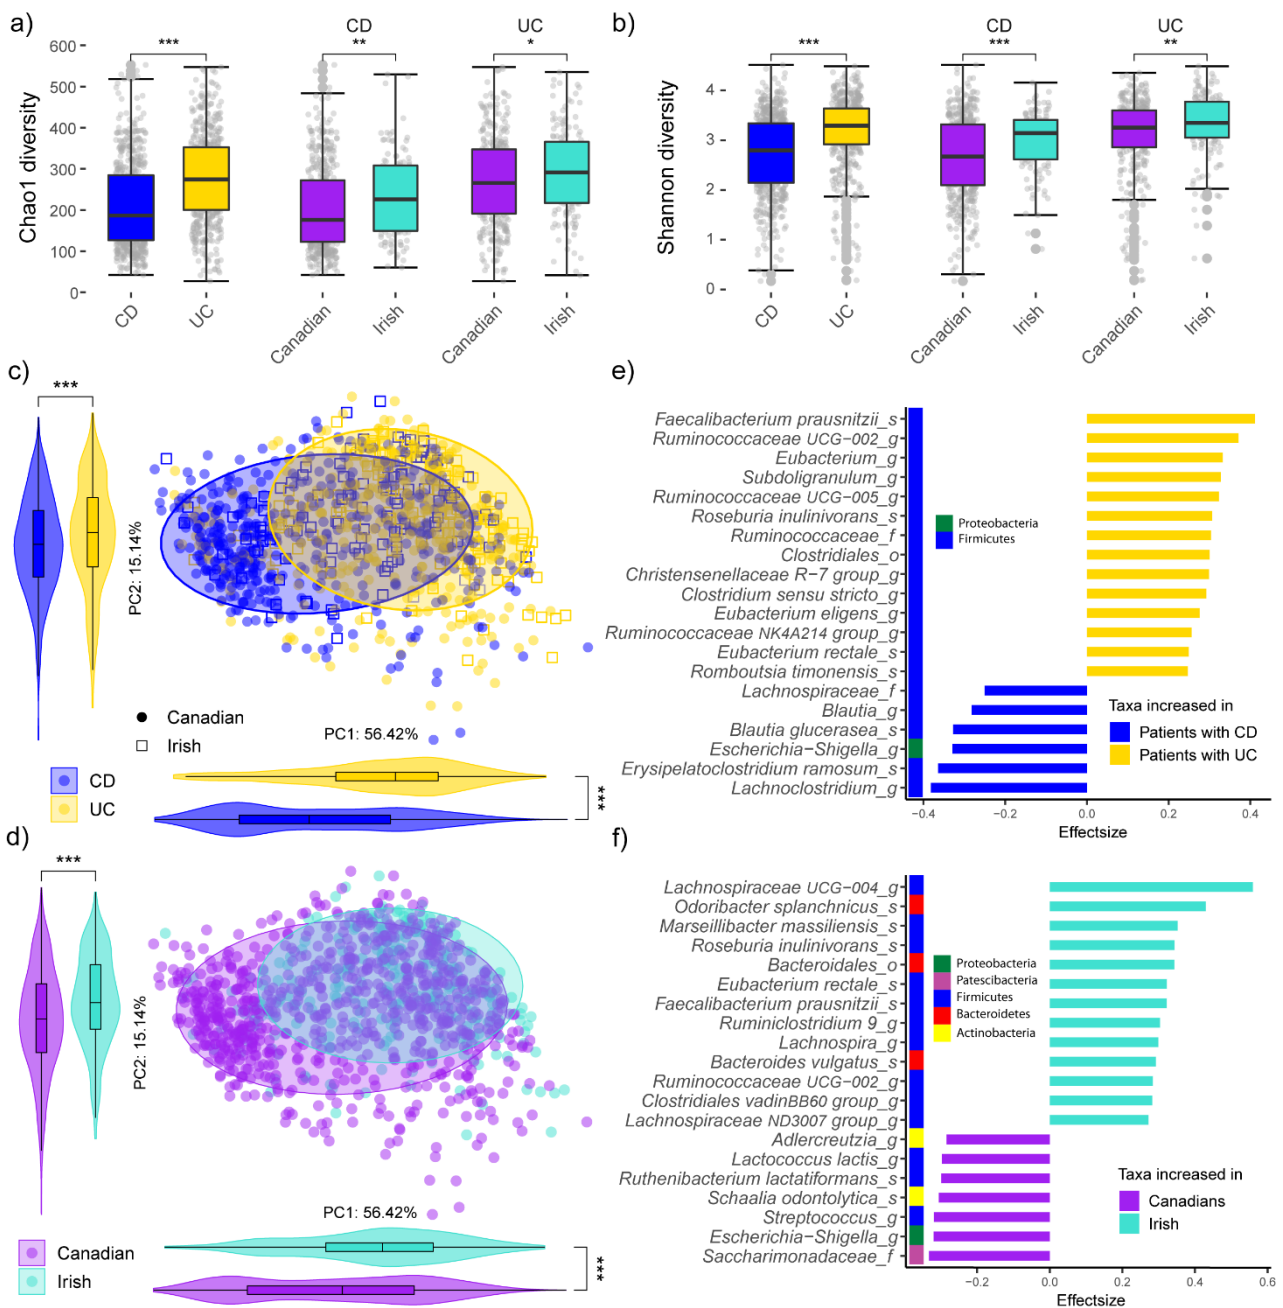 a)
Chao1 diversity
600
500
400
300
200
100
0
***
CD
**
UC
*
CD
UC
Canadian
Irish
Canadian
Irish
b)
Shannon diversity
4
3
2
1
0
***
CD
***
UC
**
CD
UC
Canadian
Irish
Canadian
Irish
c)
***
PC2: 15.14%
Canadian
Irish
PC1: 56.42%
CD
UC
***
d)
***
PC2: 15.14%
PC1: 56.42%
Canadian
Irish
***
e)
Faecalibacterium prausnitzii_s
Ruminococcaceae UCG−002_g
Eubacterium_g
Subdoligranulum_g
Ruminococcaceae UCG−005_g
Roseburia inulinivorans_s
Ruminococcaceae_f
Clostridiales_o
Christensenellaceae R−7 group_g
Clostridium sensu stricto_g
Eubacterium eligens_g
Ruminococcaceae NK4A214 group_g
Eubacterium rectale_s
Romboutsia timonensis_s
Lachnospiraceae_f
Blautia_g
Blautia glucerasea_s
Escherichia−Shigella_g
Erysipelatoclostridium ramosum_s
Lachnoclostridium_g
Proteobacteria
Firmicutes
Taxa increased in
Patients with CD
Patients with UC
−0.4
−0.2
0.0
0.2
0.4
Effectsize
f)
Lachnospiraceae UCG−004_g
Odoribacter splanchnicus_s
Marseillibacter massiliensis_s
Roseburia inulinivorans_s
Bacteroidales_o
Eubacterium rectale_s
Faecalibacterium prausnitzii_s
Ruminiclostridium 9_g
Lachnospira_g
Bacteroides vulgatus_s
Ruminococcaceae UCG−002_g
Clostridiales vadinBB60 group_g
Lachnospiraceae ND3007 group_g
Adlercreutzia_g
Lactococcus lactis_g
Ruthenibacterium lactatiformans_s
Schaalia odontolytica_s
Streptococcus_g
Escherichia−Shigella_g
Saccharimonadaceae_f
Proteobacteria
Patescibacteria
Firmicutes
Bacteroidetes
Actinobacteria
Taxa increased in
Canadians
Irish
−0.2
0.0
0.2
0.4
0.6
Effectsize